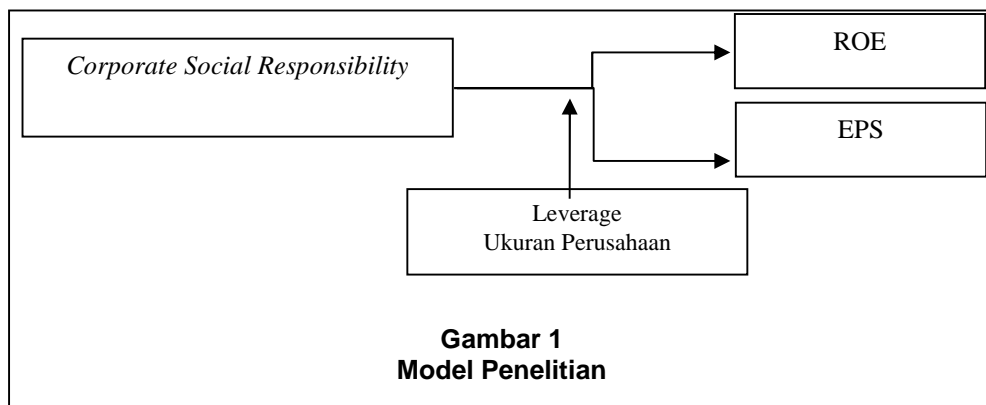 Corporate Social Responsibility
ROE
EPS
Leverage
Ukuran Perusahaan
Gambar 1
Model Penelitian